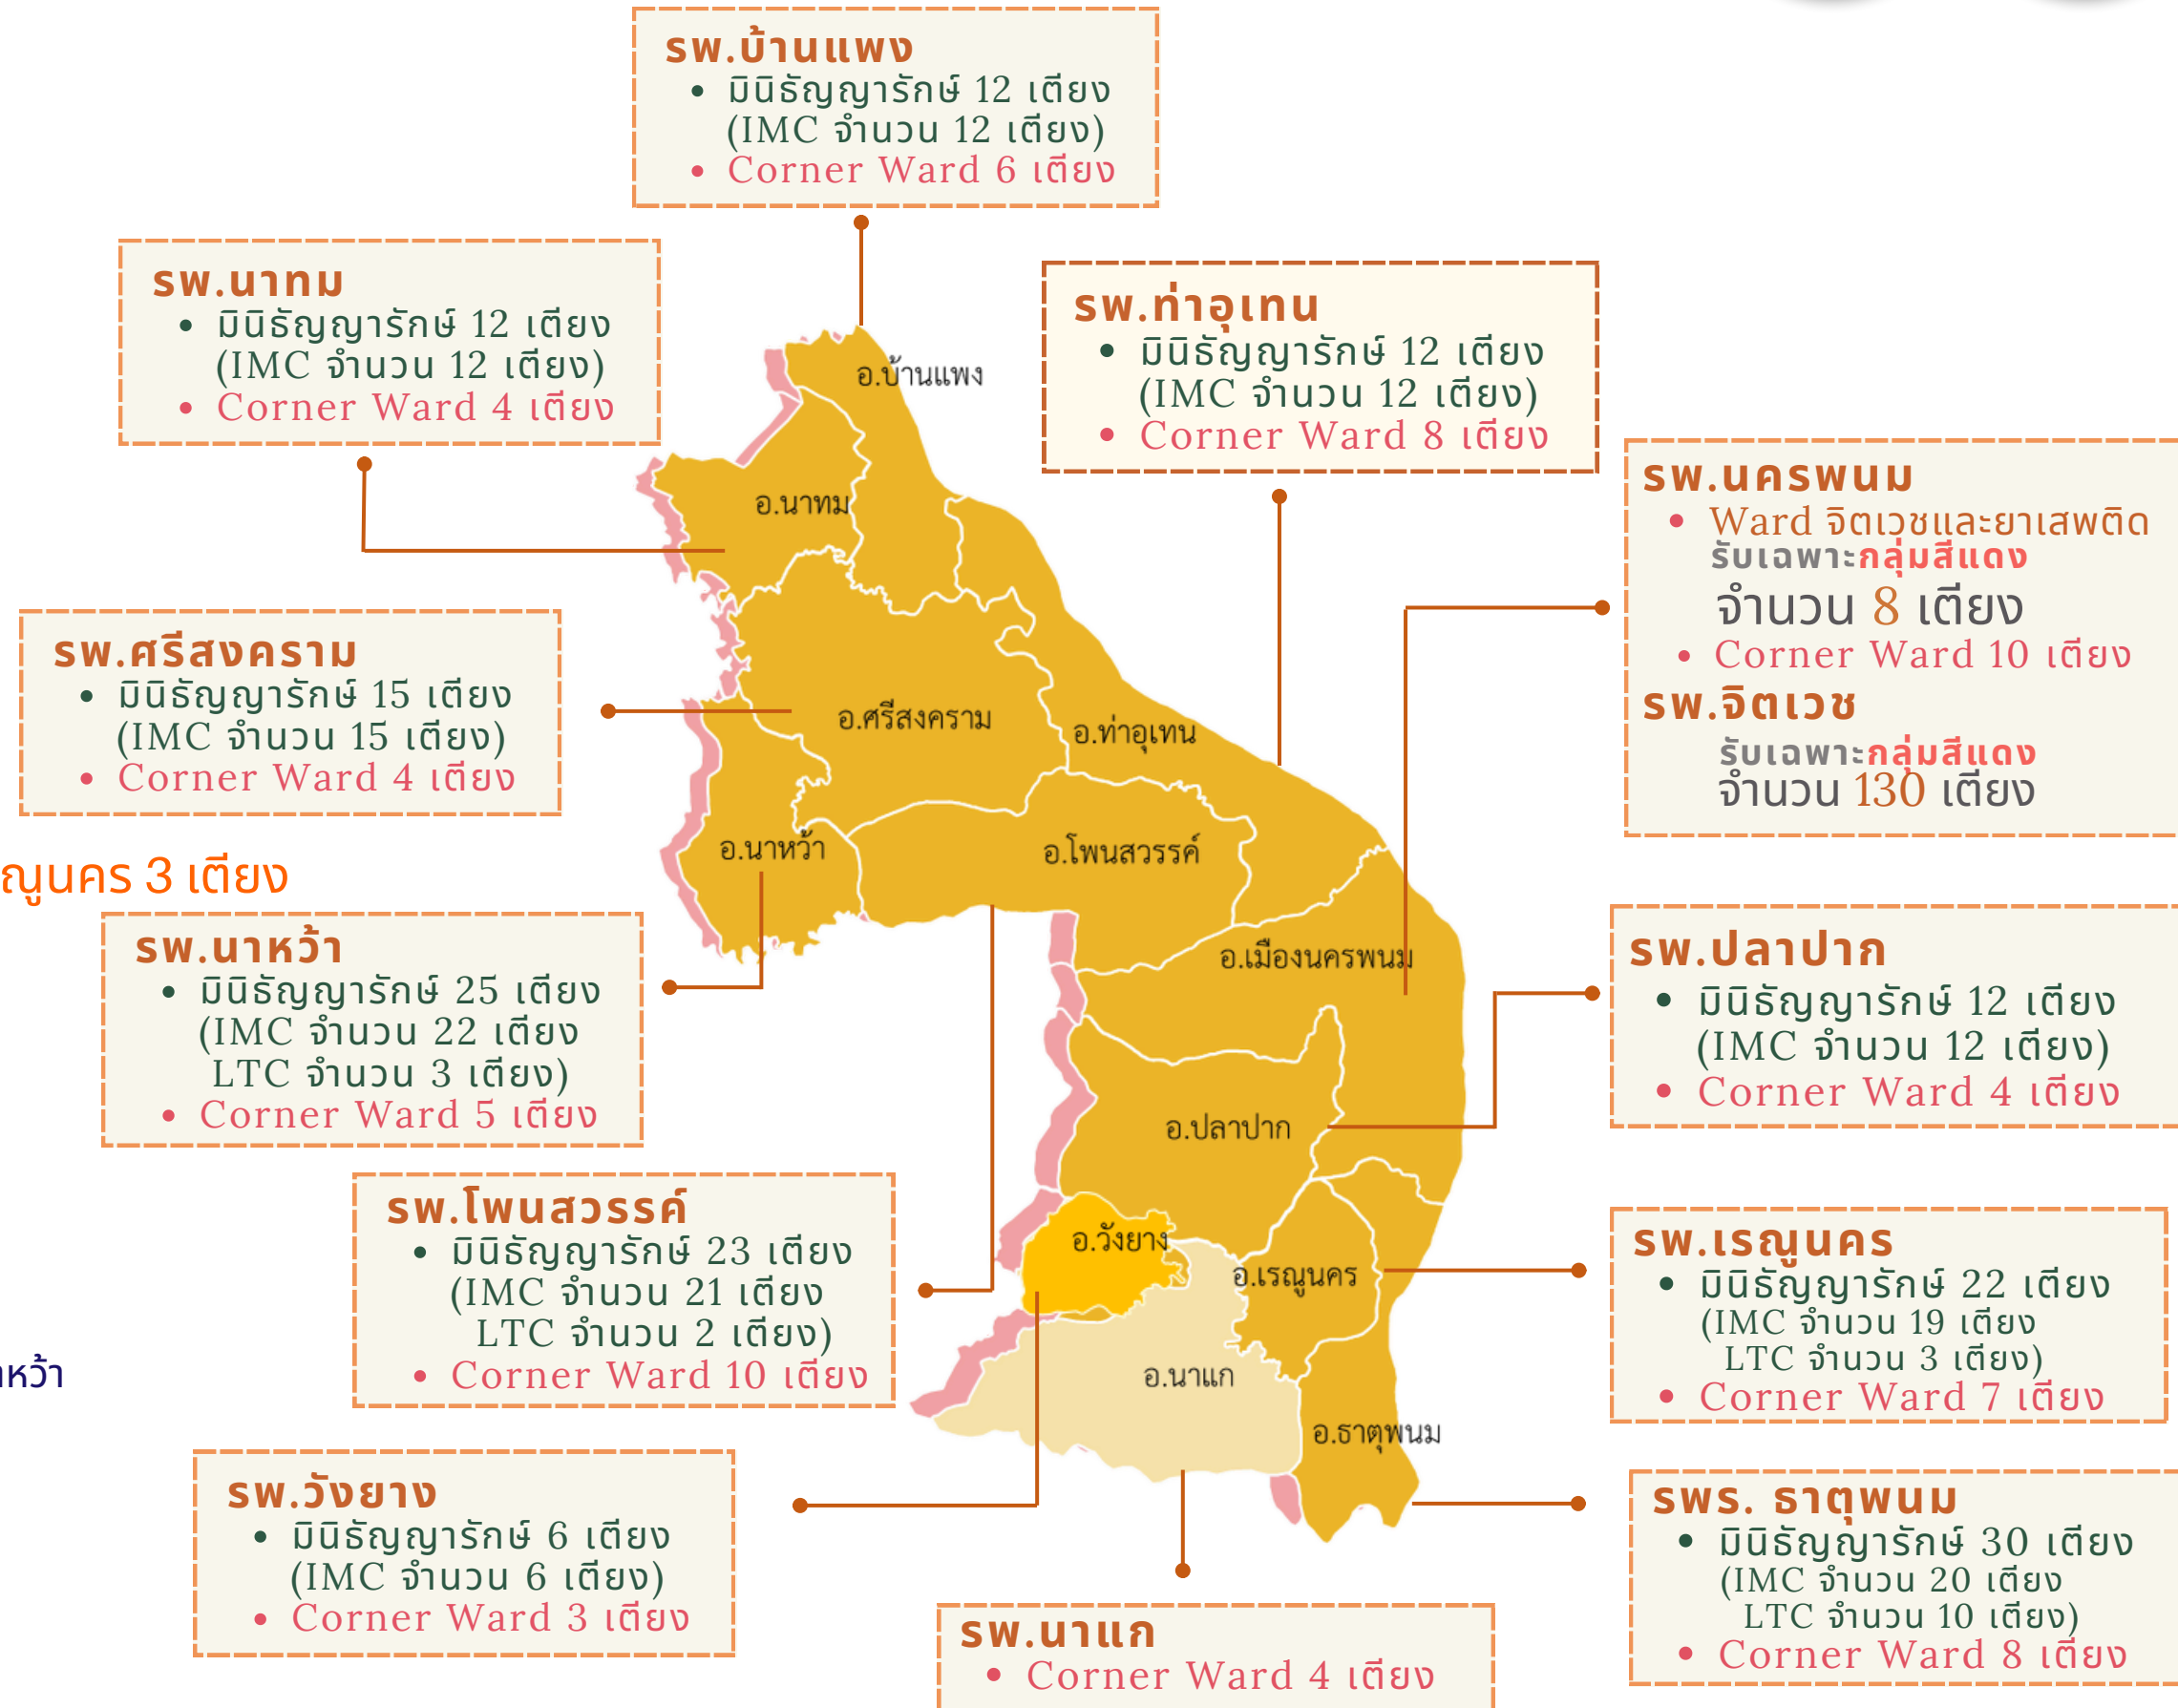 รพ.บ้านแพง
• มินิธัญญารักษ์ 12 เตียง
(IMC จำนวน 12 เตียง)
• Corner Ward 6 เตียง
รพ.นาทม
• มินิธัญญารักษ์ 12 เตียง
(IMC จำนวน 12 เตียง)
• Corner Ward 4 เตียง
รพ.ท่าอุเทน
• มินิธัญญารักษ์ 12 เตียง
(IMC จำนวน 12 เตียง)
• Corner Ward 8 เตียง
รพ.นครพนม
• Ward จิตเวชและยาเสพติด
รับเฉพาะกลุ่มสีแดง
จำนวน 8 เตียง
• Corner Ward 10 เตียง
รพ.จิตเวช
รับเฉพาะกลุ่มสีแดง
จำนวน 130 เตียง
รพ.ศรีสงคราม
• มินิธัญญารักษ์ 15 เตียง
(IMC จำนวน 15 เตียง)
• Corner Ward 4 เตียง
ณูนคร 3 เตียง
รพ.นาหว้า
• มินิธัญญารักษ์ 25 เตียง
(IMC จำนวน 22 เตียง
LTC จำนวน 3 เตียง)
• Corner Ward 5 เตียง
รพ.ปลาปาก
• มินิธัญญารักษ์ 12 เตียง
(IMC จำนวน 12 เตียง)
• Corner Ward 4 เตียง
รพ.โพนสวรรค์
• มินิธัญญารักษ์ 23 เตียง
(IMC จำนวน 21 เตียง
LTC จำนวน 2 เตียง)
• Corner Ward 10 เตียง
รพ.เรณูนคร
• มินิธัญญารักษ์ 22 เตียง
(IMC จำนวน 19 เตียง
LTC จำนวน 3 เตียง)
• Corner Ward 7 เตียง
าหว้า
รพ.วังยาง
• มินิธัญญารักษ์ 6 เตียง
(IMC จำนวน 6 เตียง)
• Corner Ward 3 เตียง
รพ.นาแก
• Corner Ward 4 เตียง
รพร. ธาตุพนม
• มินิธัญญารักษ์ 30 เตียง
(IMC จำนวน 20 เตียง
LTC จำนวน 10 เตียง)
• Corner Ward 8 เตียง
อ.บ้านแพง
อ.นาทม
อ.ศรีสงคราม
อ.ท่าอุเทน
อ.นาหว้า
อ.โพนสวรรค์
อ.เมืองนครพนม
อ.ปลาปาก
อ.วังยาง
อ.เรณูนคร
อ.นาแก
อ.ธาตุพนม